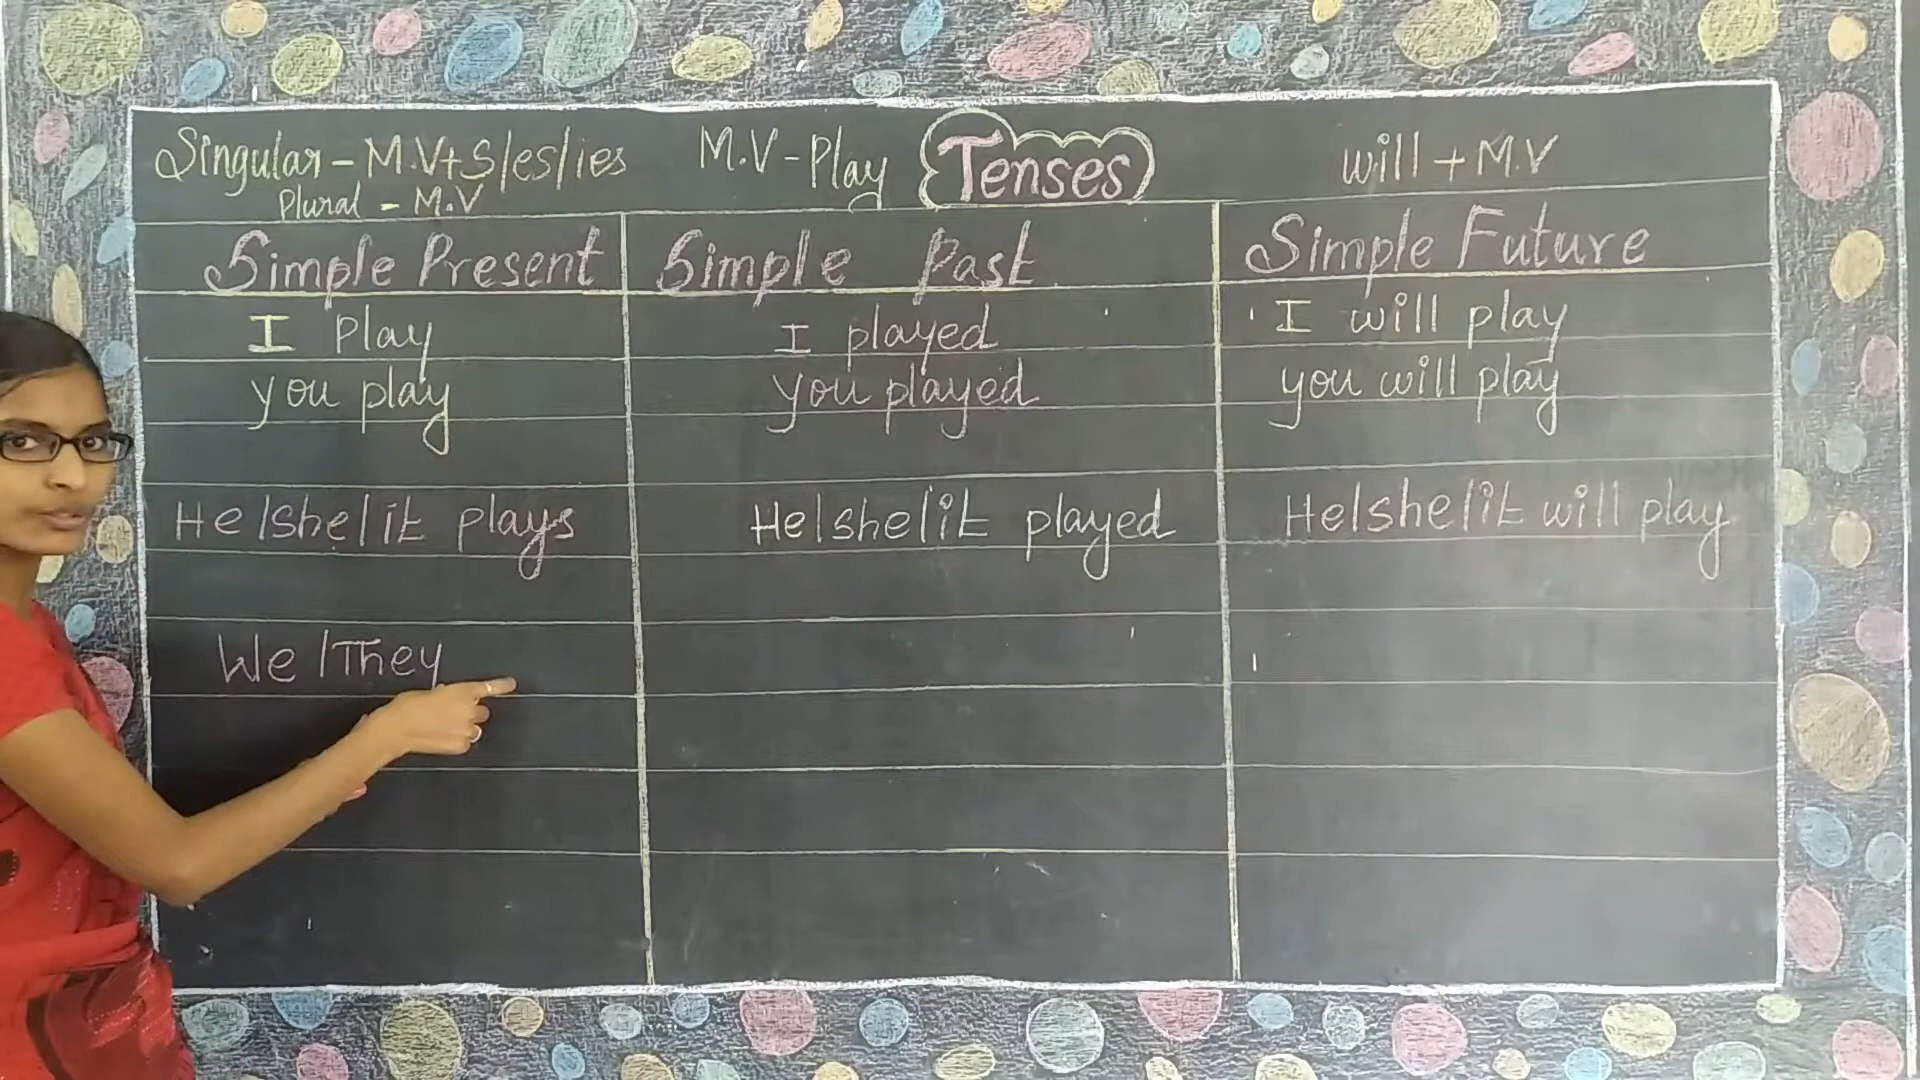 Singular - M.V+S/es/ies
Plural - M.V
M.V - Play
Tenses
will + M.V
Simple Present
Simple Past
Simple Future
I Play
I played
I will play
you play
you played
you will play
He/She/it plays
He/she/it played
He/she/it will play
We/They